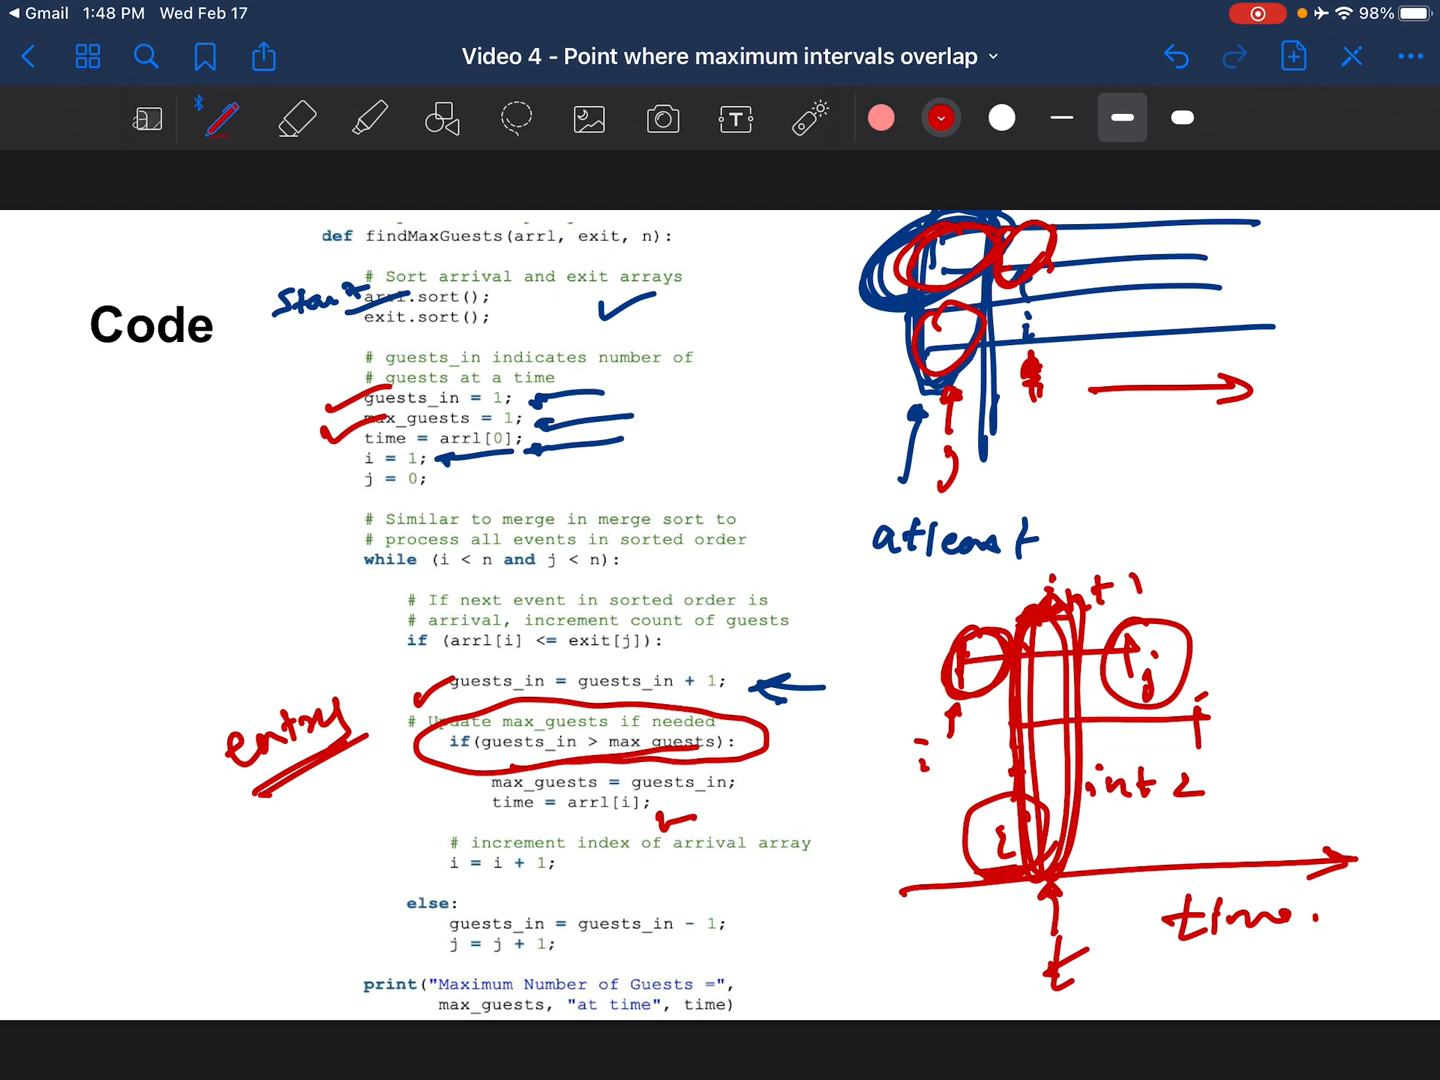 Gmail 1:48 PM Wed Feb 17
98%
Video 4 - Point where maximum intervals overlap
T
Code
def findMaxGuests(arrl, exit, n):
# Sort arrival and exit arrays
start
arrl.sort();
exit.sort();
# guests_in indicates number of
# guests at a time
guests_in = 1;
max_guests = 1;
time = arrl[0];
i = 1;
j = 0;
# Similar to merge in merge sort to
# process all events in sorted order
while (i < n and j < n):
# If next event in sorted order is
# arrival, increment count of guests
if (arrl[i] <= exit[j]):
guests_in = guests_in + 1;
# Update max_guests if needed
if(guests_in > max_guests):
max_guests = guests_in;
time = arrl[i];
# increment index of arrival array
i = i + 1;
else:
guests_in = guests_in - 1;
j = j + 1;
print("Maximum Number of Guests =",
max_guests, "at time", time)
entry
i
j
atleast
int 1
j
i
int 2
i
time.
t